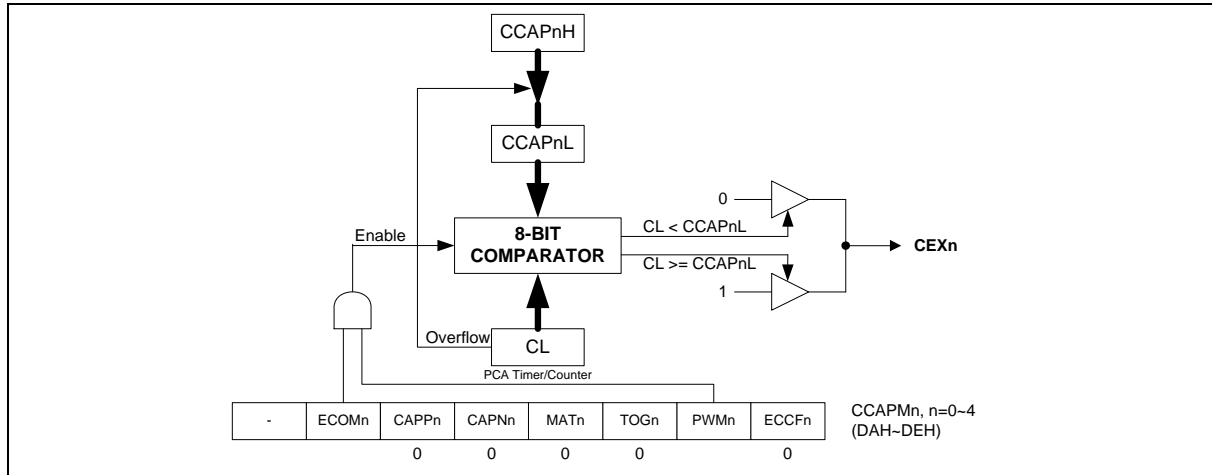 CCAPnH
CCAPnL
0
CL < CCAPnL
8-BIT
COMPARATOR
Enable
CEXn
CL >= CCAPnL
1
Overflow
CL
PCA Timer/Counter
- ECOMn CAPPn CAPNn MATn TOGn PWMn ECCFn
CCAPMn, n=0~4
(DAH~DEH)
0 0 0 0 0